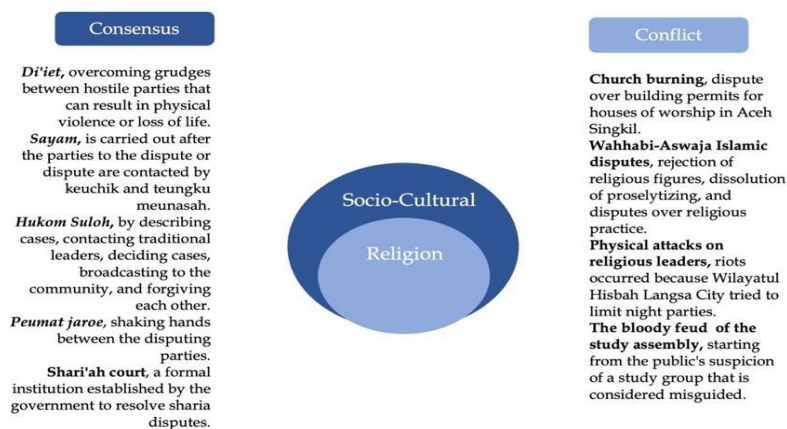 Consensus
Di'iet, overcoming grudges
between hostile parties that
can result in physical
violence or loss of life.
Sayam, is carried out after
the parties to the dispute or
dispute are contacted by
keuchik and teungku
meunasah.
Hukom Suloh, by describing
cases, contacting traditional
leaders, deciding cases,
broadcasting to the
community, and forgiving
each other.
Peumat jaroe, shaking hands
between the disputing
parties.
Shari'ah court, a formal
institution established by the
government to resolve sharia
disputes.
Socio-Cultural
Religion
Conflict
Church burning, dispute
over building permits for
houses of worship in Aceh
Singkil.
Wahhabi-Aswaja Islamic
disputes, rejection of
religious figures, dissolution
of proselytizing, and
disputes over religious
practice.
Physical attacks on
religious leaders, riots
occurred because Wilayatul
Hisbah Langsa City tried to
limit night parties.
The bloody feud of the
study assembly, starting
from the public's suspicion
of a study group that is
considered misguided.